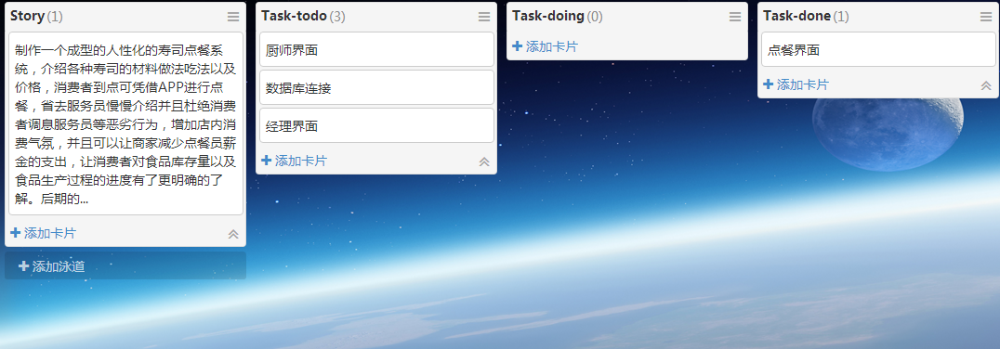 Story (1)
制作一个成型的人性化的寿司点餐系
统，介绍各种寿司的材料做法吃法以及
价格，消费者到点可凭借APP进行点
餐，省去服务员慢慢介绍并且杜绝消费
者调息服务员等恶劣行为，增加店内消
费气氛，并且可以让商家减少点餐员薪
金的支出，让消费者对食品库存量以及
食品生产过程的进度有了更明确的了
解。后期的...
添加卡片
添加泳道
Task-todo (3)
厨师界面
数据库连接
经理界面
添加卡片
Task-doing (0)
添加卡片
Task-done (1)
点餐界面
添加卡片